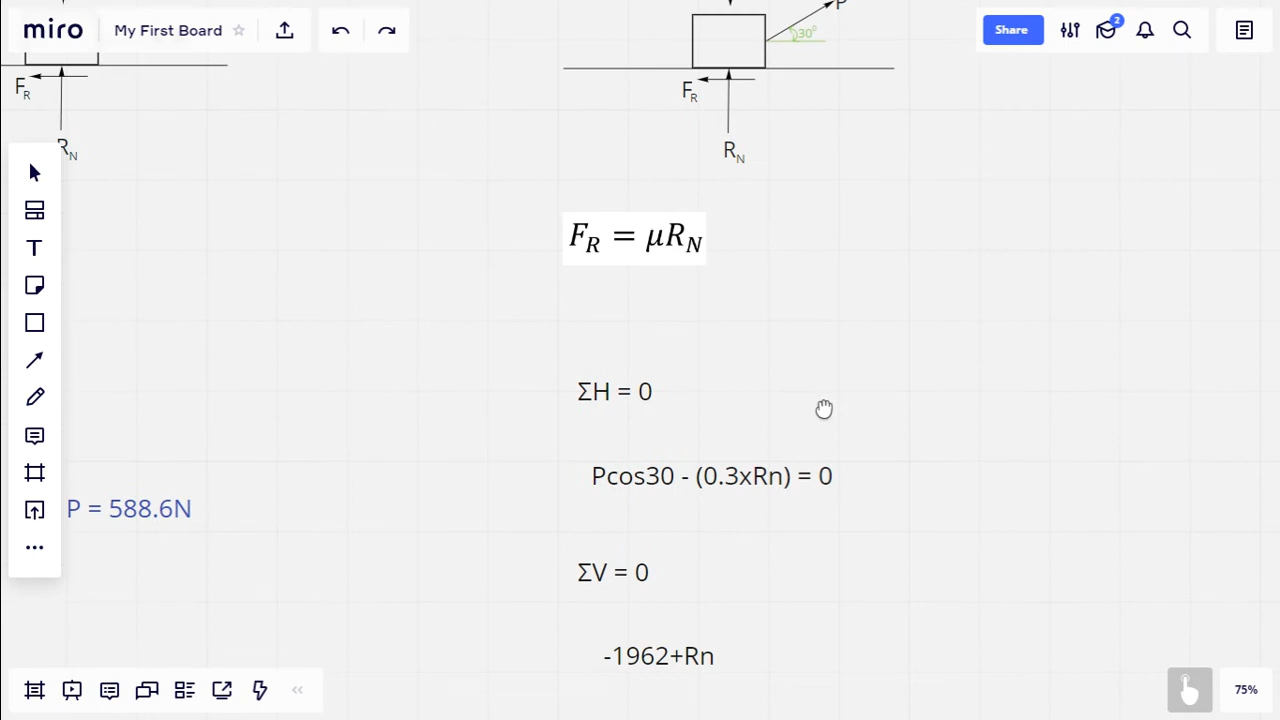 miro
My First Board
Share
2
P
30°
F_R
F_R
R_N
R_N
F_R = μR_N
ΣH = 0
Pcos30 - (0.3xRn) = 0
P = 588.6N
ΣV = 0
-1962+Rn
75%